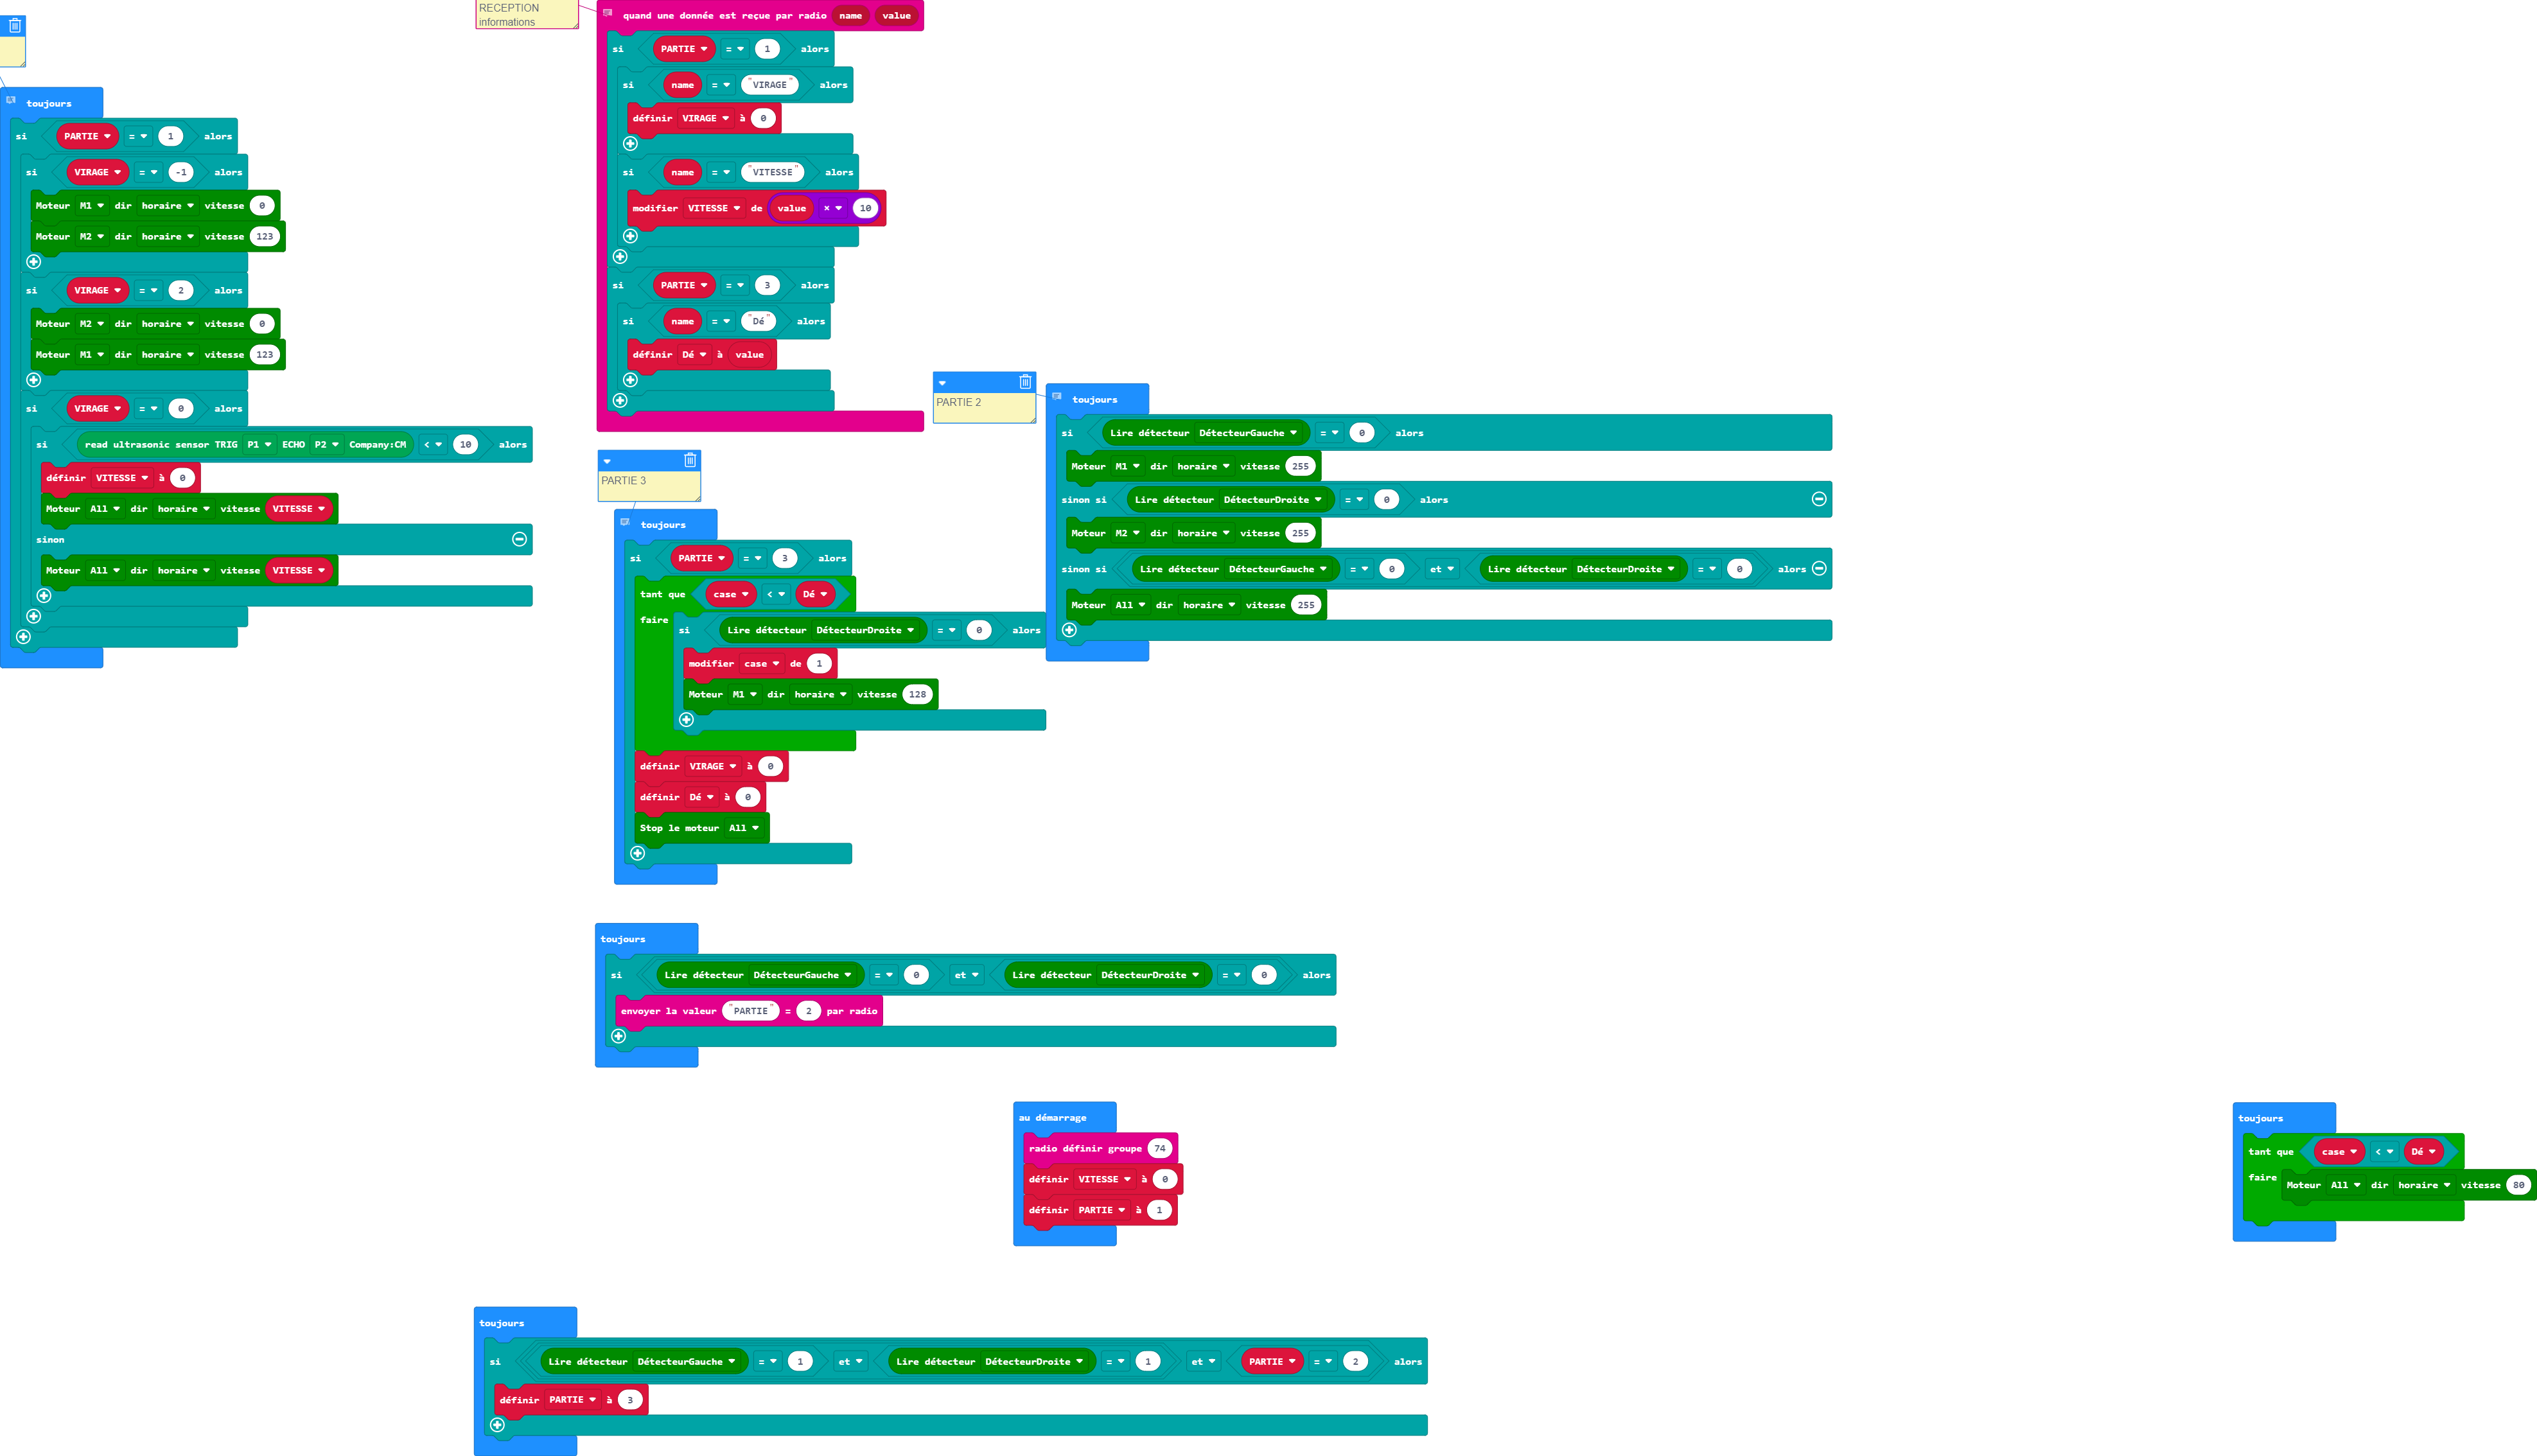 RECEPTION
informations
quand une donnée est reçue par radio name value
si PARTIE = 1 alors
si name = "VIRAGE" alors
définir VIRAGE à 0
si name = "VITESSE" alors
modifier VITESSE de value × 10
si PARTIE = 3 alors
si name = "Dé" alors
définir Dé à value
toujours
si PARTIE = 1 alors
si VIRAGE = -1 alors
Moteur M1 dir horaire vitesse 0
Moteur M2 dir horaire vitesse 123
si VIRAGE = 2 alors
Moteur M2 dir horaire vitesse 0
Moteur M1 dir horaire vitesse 123
si VIRAGE = 0 alors
si read ultrasonic sensor TRIG P1 ECHO P2 Company:CM < 10 alors
définir VITESSE à 0
Moteur All dir horaire vitesse VITESSE
sinon
Moteur All dir horaire vitesse VITESSE
PARTIE 2
toujours
si Lire détecteur DétecteurGauche = 0 alors
Moteur M1 dir horaire vitesse 255
sinon si Lire détecteur DétecteurDroite = 0 alors
Moteur M2 dir horaire vitesse 255
sinon si Lire détecteur DétecteurGauche = 0 et Lire détecteur DétecteurDroite = 0 alors
Moteur All dir horaire vitesse 255
PARTIE 3
toujours
si PARTIE = 3 alors
tant que case < Dé
faire
si Lire détecteur DétecteurDroite = 0 alors
modifier case de 1
Moteur M1 dir horaire vitesse 128
définir VIRAGE à 0
définir Dé à 0
Stop le moteur All
toujours
si Lire détecteur DétecteurGauche = 0 et Lire détecteur DétecteurDroite = 0 alors
envoyer la valeur "PARTIE" = 2 par radio
au démarrage
radio définir groupe 74
définir VITESSE à 0
définir PARTIE à 1
toujours
tant que case < Dé
faire Moteur All dir horaire vitesse 80
toujours
si Lire détecteur DétecteurGauche = 1 et Lire détecteur DétecteurDroite = 1 et PARTIE = 2 alors
définir PARTIE à 3